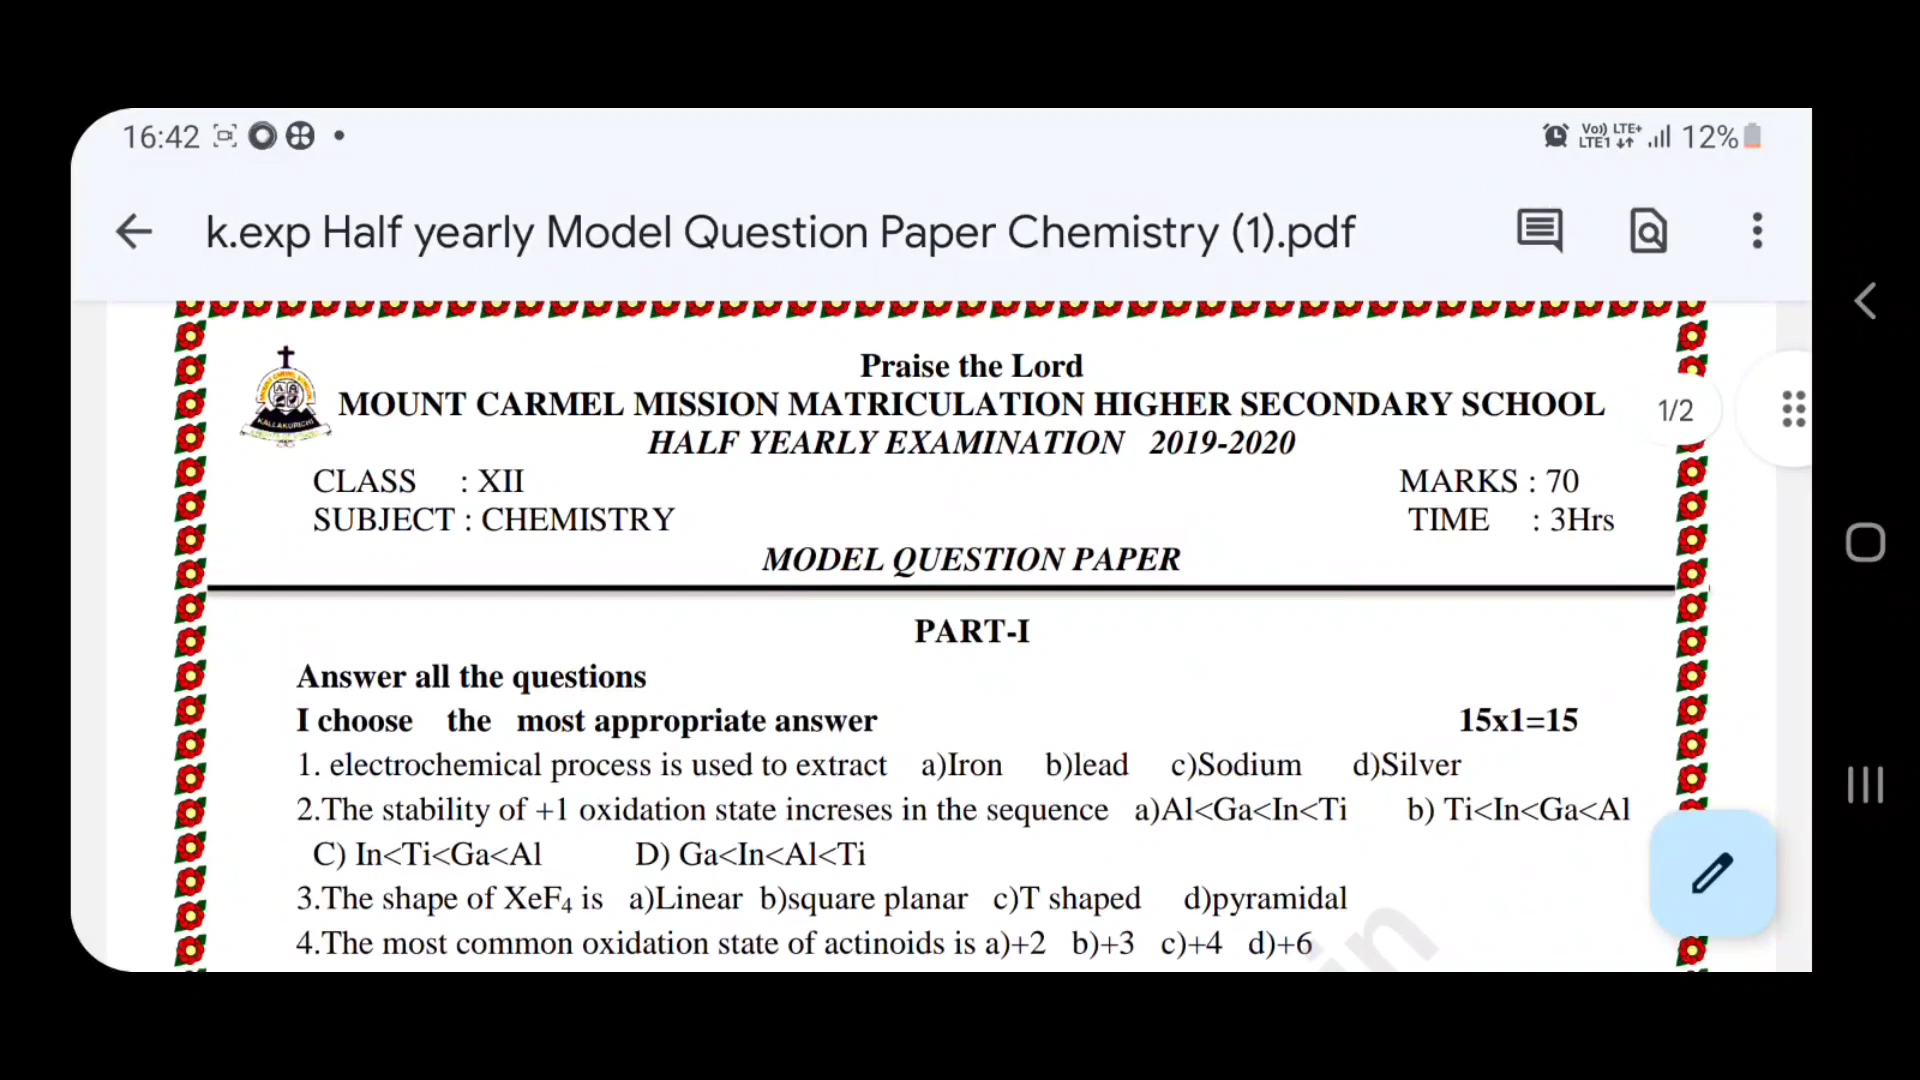 16:42
Vo)) LTE+
LTE1
12%
k.exp Half yearly Model Question Paper Chemistry (1).pdf
Praise the Lord
MOUNT CARMEL MISSION MATRICULATION HIGHER SECONDARY SCHOOL
1/2
KALLAKURICHI
HALF YEARLY EXAMINATION 2019-2020
CLASS : XII
MARKS : 70
SUBJECT : CHEMISTRY
TIME : 3Hrs
MODEL QUESTION PAPER
PART-I
Answer all the questions
I choose the most appropriate answer 15x1=15
1. electrochemical process is used to extract a)Iron b)lead c)Sodium d)Silver
2.The stability of +1 oxidation state increses in the sequence a)Al<Ga<In<Ti b) Ti<In<Ga<Al
C) In<Ti<Ga<Al D) Ga<In<Al<Ti
3.The shape of XeF₄ is a)Linear b)square planar c)T shaped d)pyramidal
4.The most common oxidation state of actinoids is a)+2 b)+3 c)+4 d)+6
in